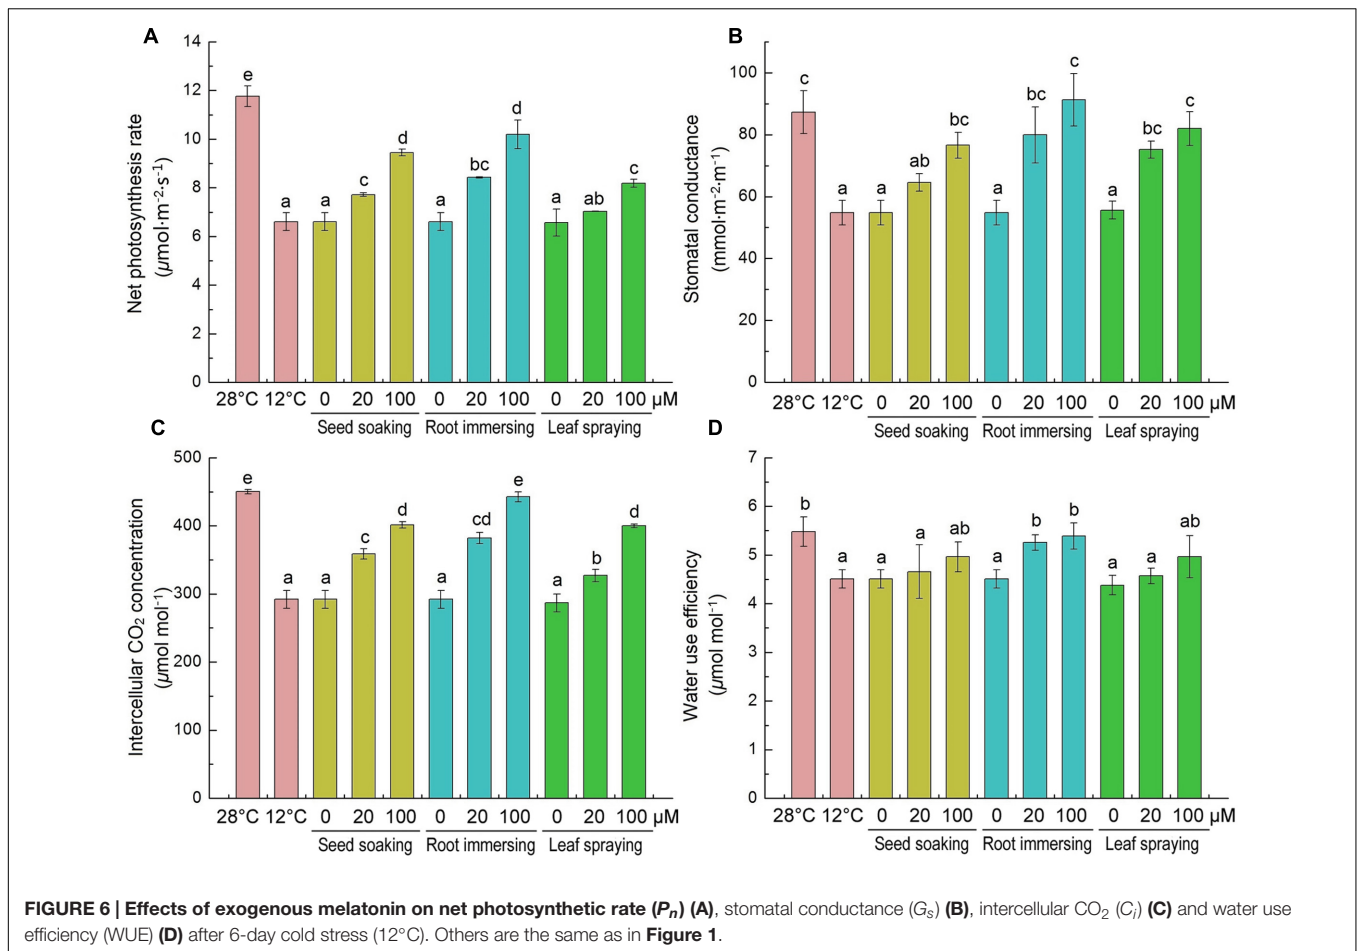 A
Net photosynthesis rate
(µmol·m⁻²·s⁻¹)
14
12
10
8
6
4
2
0
e
a
a
c
d
a
bc
d
a
ab
c
28°C 12°C 0 20 100 0 20 100 0 20 100 µM
Seed soaking Root immersing Leaf spraying
B
Stomatal conductance
(mmol·m⁻²·m⁻¹)
100
80
60
40
20
0
c
a
a
ab
bc
a
bc
c
a
bc
c
28°C 12°C 0 20 100 0 20 100 0 20 100 µM
Seed soaking Root immersing Leaf spraying
C
Intercellular CO₂ concentration
(µmol mol⁻¹)
500
400
300
200
100
0
e
a
a
c
d
a
cd
e
a
b
d
28°C 12°C 0 20 100 0 20 100 0 20 100 µM
Seed soaking Root immersing Leaf spraying
D
Water use efficiency
(µmol mol⁻¹)
7
6
5
4
3
2
1
0
b
a
a
a
ab
a
b
b
a
a
ab
28°C 12°C 0 20 100 0 20 100 0 20 100 µM
Seed soaking Root immersing Leaf spraying
FIGURE 6 | Effects of exogenous melatonin on net photosynthetic rate (Pₙ) (A), stomatal conductance (Gₛ) (B), intercellular CO₂ (Cᵢ) (C) and water use
efficiency (WUE) (D) after 6-day cold stress (12°C). Others are the same as in Figure 1.